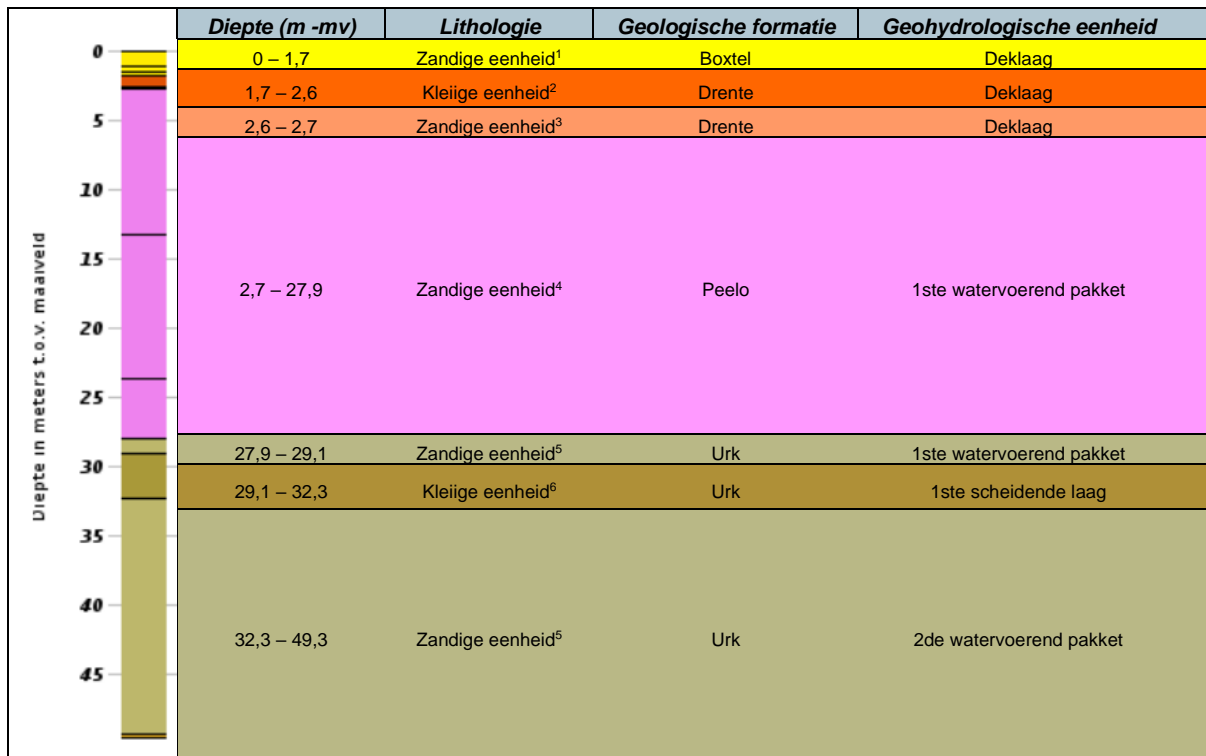 Diepte (m -mv) Lithologie Geologische formatie Geohydrologische eenheid
0 – 1,7 Zandige eenheid¹ Boxtel Deklaag
1,7 – 2,6 Kleiige eenheid² Drente Deklaag
2,6 – 2,7 Zandige eenheid³ Drente Deklaag
2,7 – 27,9 Zandige eenheid⁴ Peelo 1ste watervoerend pakket
27,9 – 29,1 Zandige eenheid⁵ Urk 1ste watervoerend pakket
29,1 – 32,3 Kleiige eenheid⁶ Urk 1ste scheidende laag
32,3 – 49,3 Zandige eenheid⁵ Urk 2de watervoerend pakket
Diepte in meters t.o.v. maaiveld
0
5
10
15
20
25
30
35
40
45